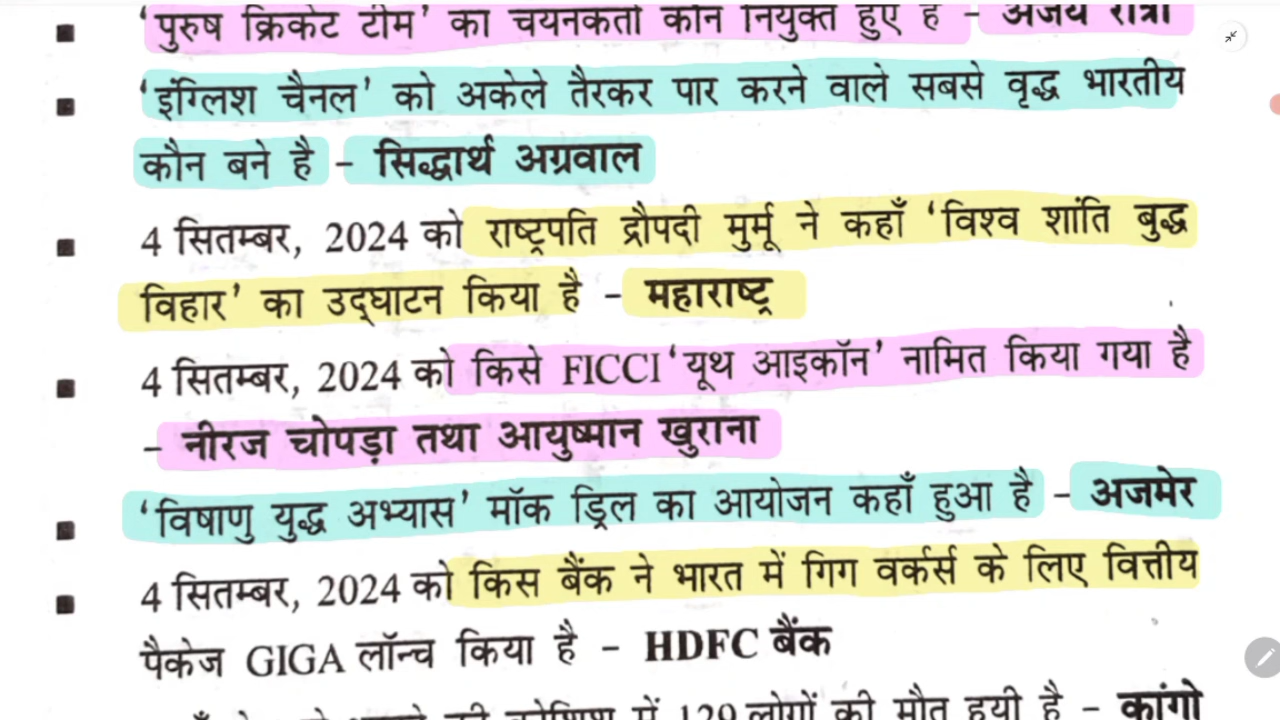 'पुरुष क्रिकेट टीम' का चयनकर्ता कौन नियुक्त हुए है - अजय रात्रा
'इंग्लिश चैनल' को अकेले तैरकर पार करने वाले सबसे वृद्ध भारतीय
कौन बने है - सिद्धार्थ अग्रवाल
4 सितम्बर, 2024 को राष्ट्रपति द्रौपदी मुर्मू ने कहाँ 'विश्व शांति बुद्ध
विहार' का उद्घाटन किया है - महाराष्ट्र
4 सितम्बर, 2024 को किसे FICCI 'यूथ आइकॉन' नामित किया गया है
- नीरज चोपड़ा तथा आयुष्मान खुराना
'विषाणु युद्ध अभ्यास' मॉक ड्रिल का आयोजन कहाँ हुआ है - अजमेर
4 सितम्बर, 2024 को किस बैंक ने भारत में गिग वर्कर्स के लिए वित्तीय
पैकेज GIGA लॉन्च किया है - HDFC बैंक
की कोशिश में 129 लोगों की मौत हुयी है - कांगो